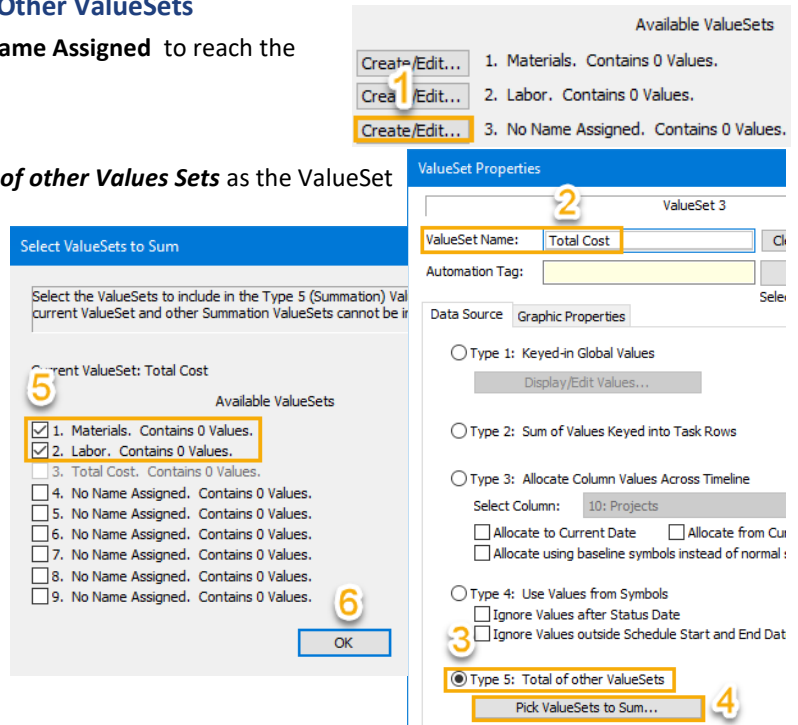 Other ValueSets
ame Assigned to reach the
Available ValueSets
Create/Edit... 1. Materials. Contains 0 Values.
1
Crea /Edit... 2. Labor. Contains 0 Values.
Create/Edit... 3. No Name Assigned. Contains 0 Values.
of other Values Sets as the ValueSet
ValueSet Properties
2
ValueSet 3
ValueSet Name: Total Cost
Automation Tag:
Data Source Graphic Properties
Type 1: Keyed-in Global Values
Display/Edit Values...
Type 2: Sum of Values Keyed into Task Rows
Type 3: Allocate Column Values Across Timeline
Select Column: 10: Projects
Allocate to Current Date Allocate from Cu
Allocate using baseline symbols instead of normal s
Type 4: Use Values from Symbols
Ignore Values after Status Date
3
Ignore Values outside Schedule Start and End Dat
Type 5: Total of other ValueSets
Pick ValueSets to Sum... 4
Select ValueSets to Sum
Select the ValueSets to include in the Type 5 (Summation) Val
current ValueSet and other Summation ValueSets cannot be i
Current ValueSet: Total Cost
5
Available ValueSets
1. Materials. Contains 0 Values.
2. Labor. Contains 0 Values.
3. Total Cost. Contains 0 Values.
4. No Name Assigned. Contains 0 Values.
5. No Name Assigned. Contains 0 Values.
6. No Name Assigned. Contains 0 Values.
7. No Name Assigned. Contains 0 Values.
8. No Name Assigned. Contains 0 Values.
9. No Name Assigned. Contains 0 Values.
6
OK